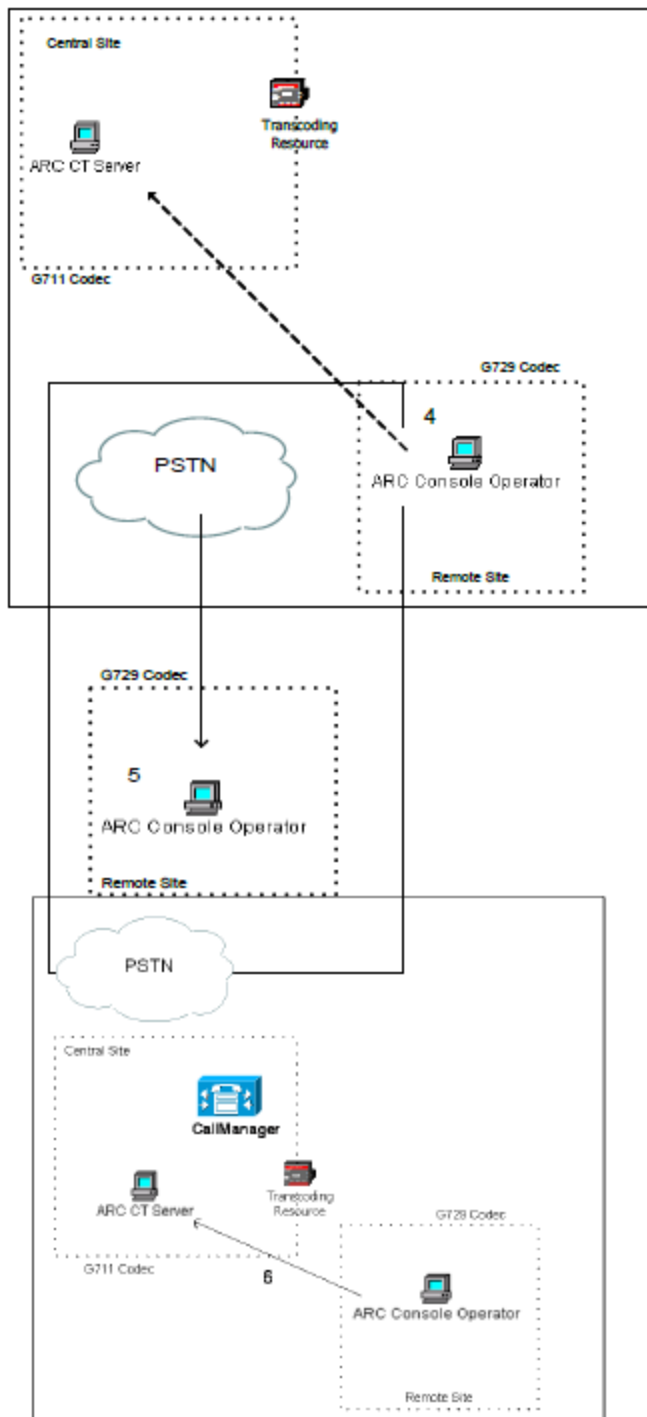 Central Site
Transcoding
Resource
ARC CT Server
G711 Codec
G729 Codec
4
PSTN
ARC Console Operator
Remote Site
G729 Codec
5
ARC Console Operator
Remote Site
PSTN
Central Site
CallManager
Transcoding
Resource
ARC CT Server
G729 Codec
G711 Codec
6
ARC Console Operator
Remote Site